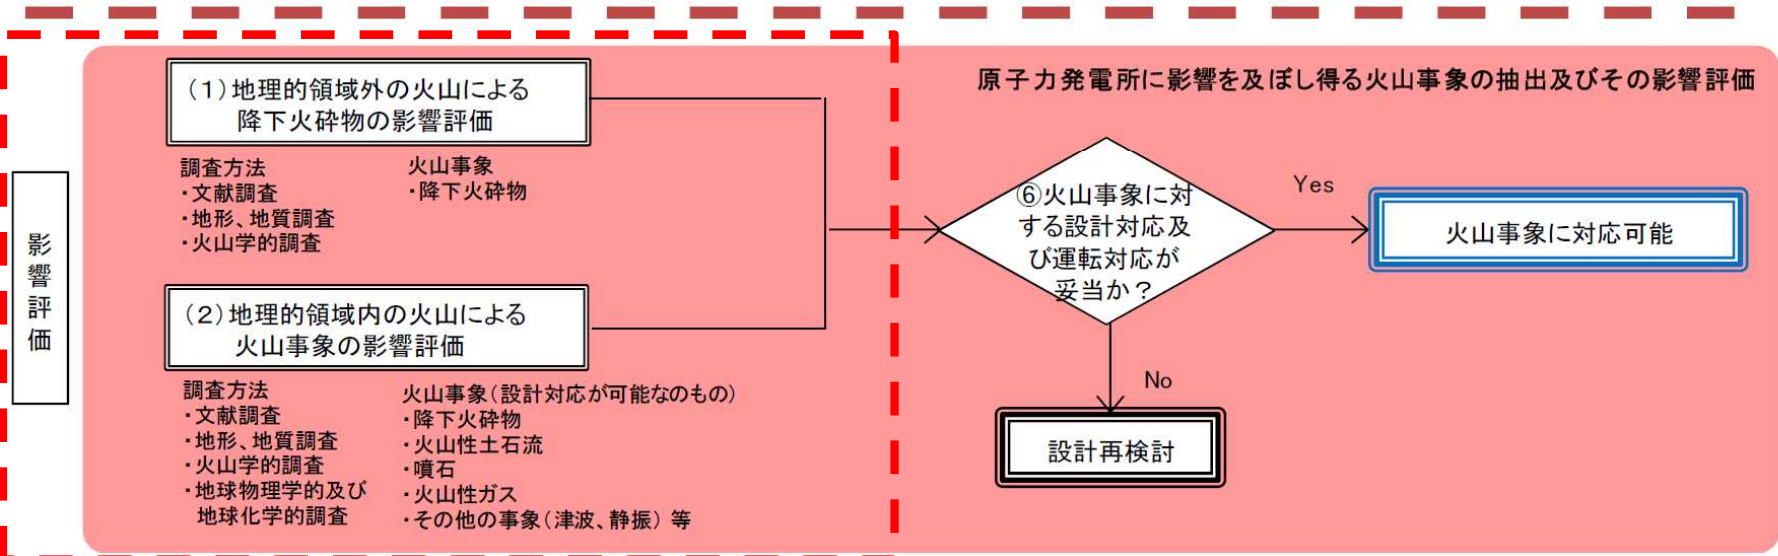 影響評価
(1)地理的領域外の火山による
降下火砕物の影響評価
調査方法
・文献調査
・地形、地質調査
・火山学的調査
火山事象
・降下火砕物
(2)地理的領域内の火山による
火山事象の影響評価
調査方法
・文献調査
・地形、地質調査
・火山学的調査
・地球物理学的及び
地球化学的調査
火山事象(設計対応が可能なのもの)
・降下火砕物
・火山性土石流
・噴石
・火山性ガス
・その他の事象(津波、静振)等
原子力発電所に影響を及ぼし得る火山事象の抽出及びその影響評価
⑥火山事象に対
する設計対応及
び運転対応が
妥当か?
Yes
火山事象に対応可能
No
設計再検討